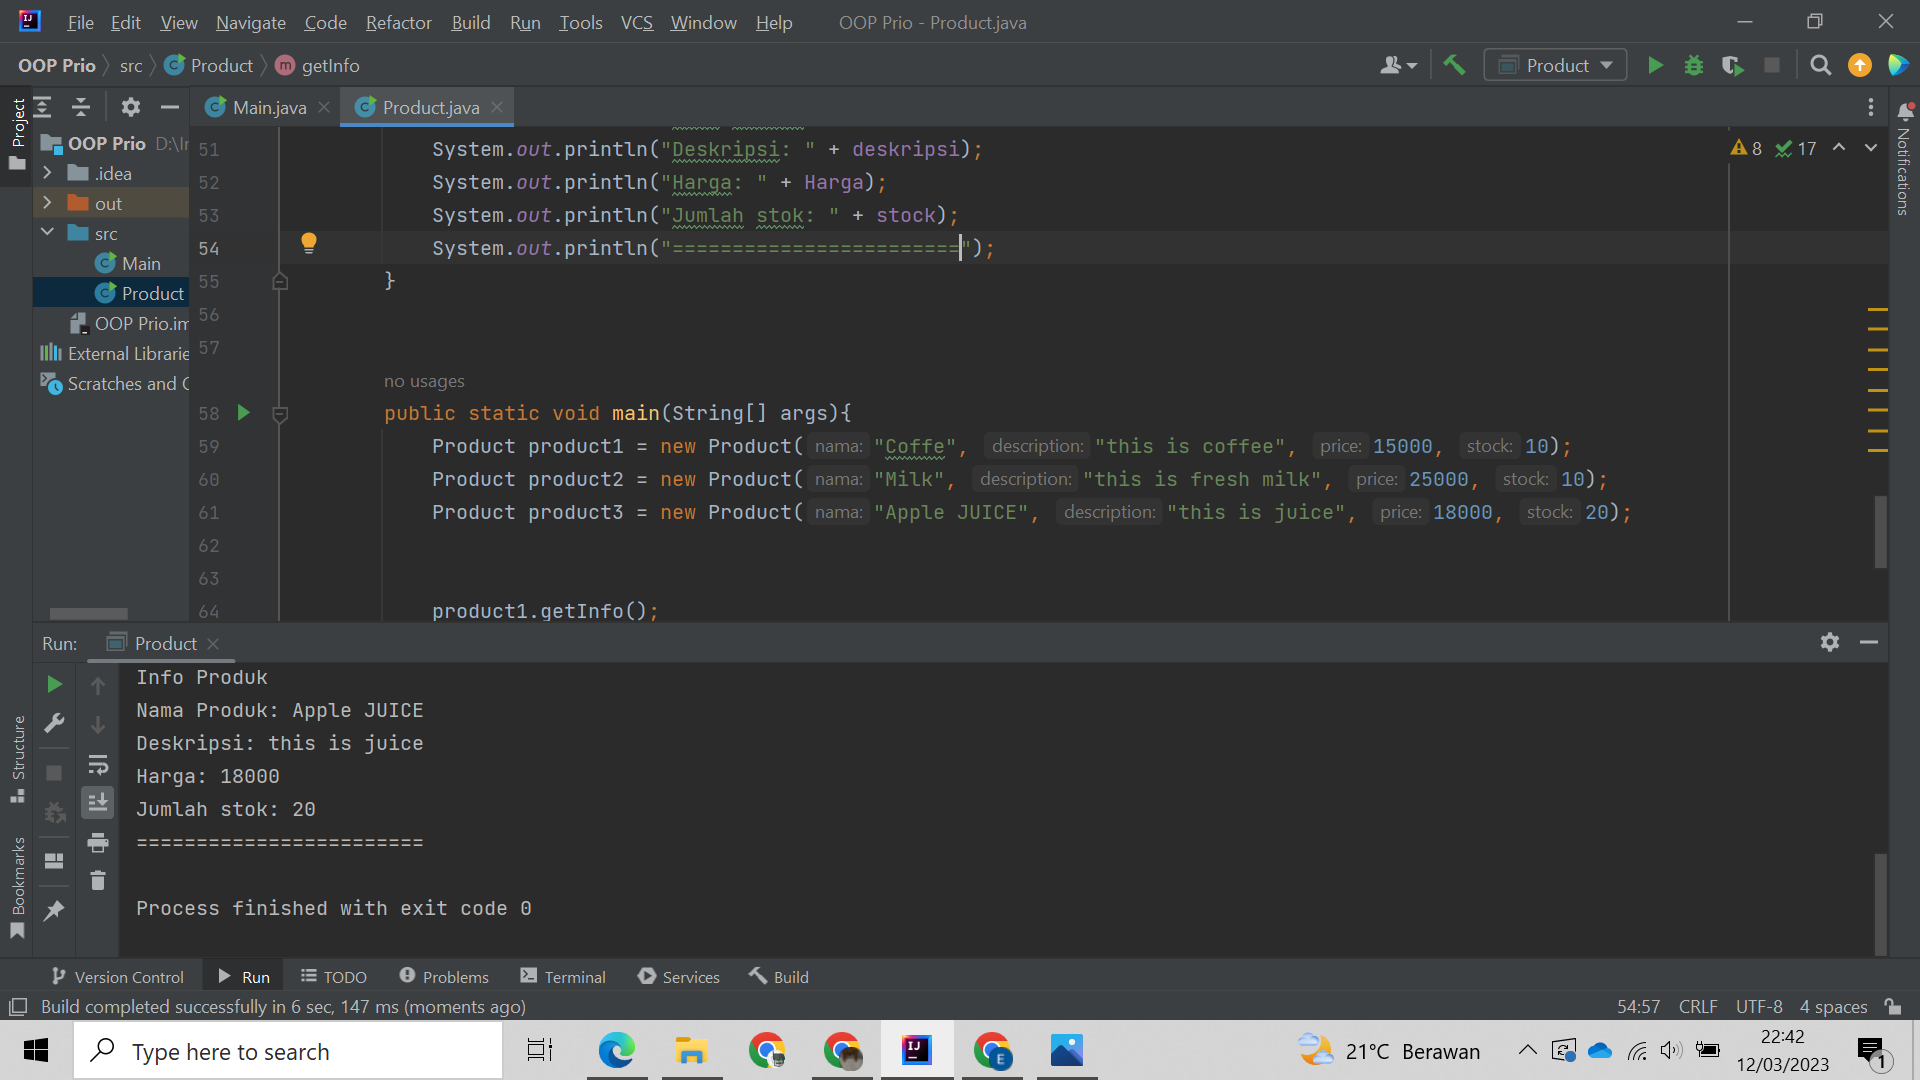 File Edit View Navigate Code Refactor Build Run Tools VCS Window Help OOP Prio - Product.java
OOP Prio src Product m getInfo Product
Project
Main.java Product.java
OOP Prio D:\In
.idea
out
src
Main
Product
OOP Prio.im
External Librarie
Scratches and C
51 System.out.println("Deskripsi: " + deskripsi);
52 System.out.println("Harga: " + Harga);
53 System.out.println("Jumlah stok: " + stock);
54 System.out.println("========================");
55 }
56
57
no usages
58 public static void main(String[] args){
59 Product product1 = new Product( nama: "Coffe", description: "this is coffee", price: 15000, stock: 10);
60 Product product2 = new Product( nama: "Milk", description: "this is fresh milk", price: 25000, stock: 10);
61 Product product3 = new Product( nama: "Apple JUICE", description: "this is juice", price: 18000, stock: 20);
62
63
64 product1.getInfo();
8 17
Notifications
Run: Product
Info Produk
Nama Produk: Apple JUICE
Deskripsi: this is juice
Harga: 18000
Jumlah stok: 20
========================
Process finished with exit code 0
Structure
Bookmarks
Version Control Run TODO Problems Terminal Services Build
Build completed successfully in 6 sec, 147 ms (moments ago) 54:57 CRLF UTF-8 4 spaces
Type here to search
21°C Berawan
22:42
12/03/2023
1